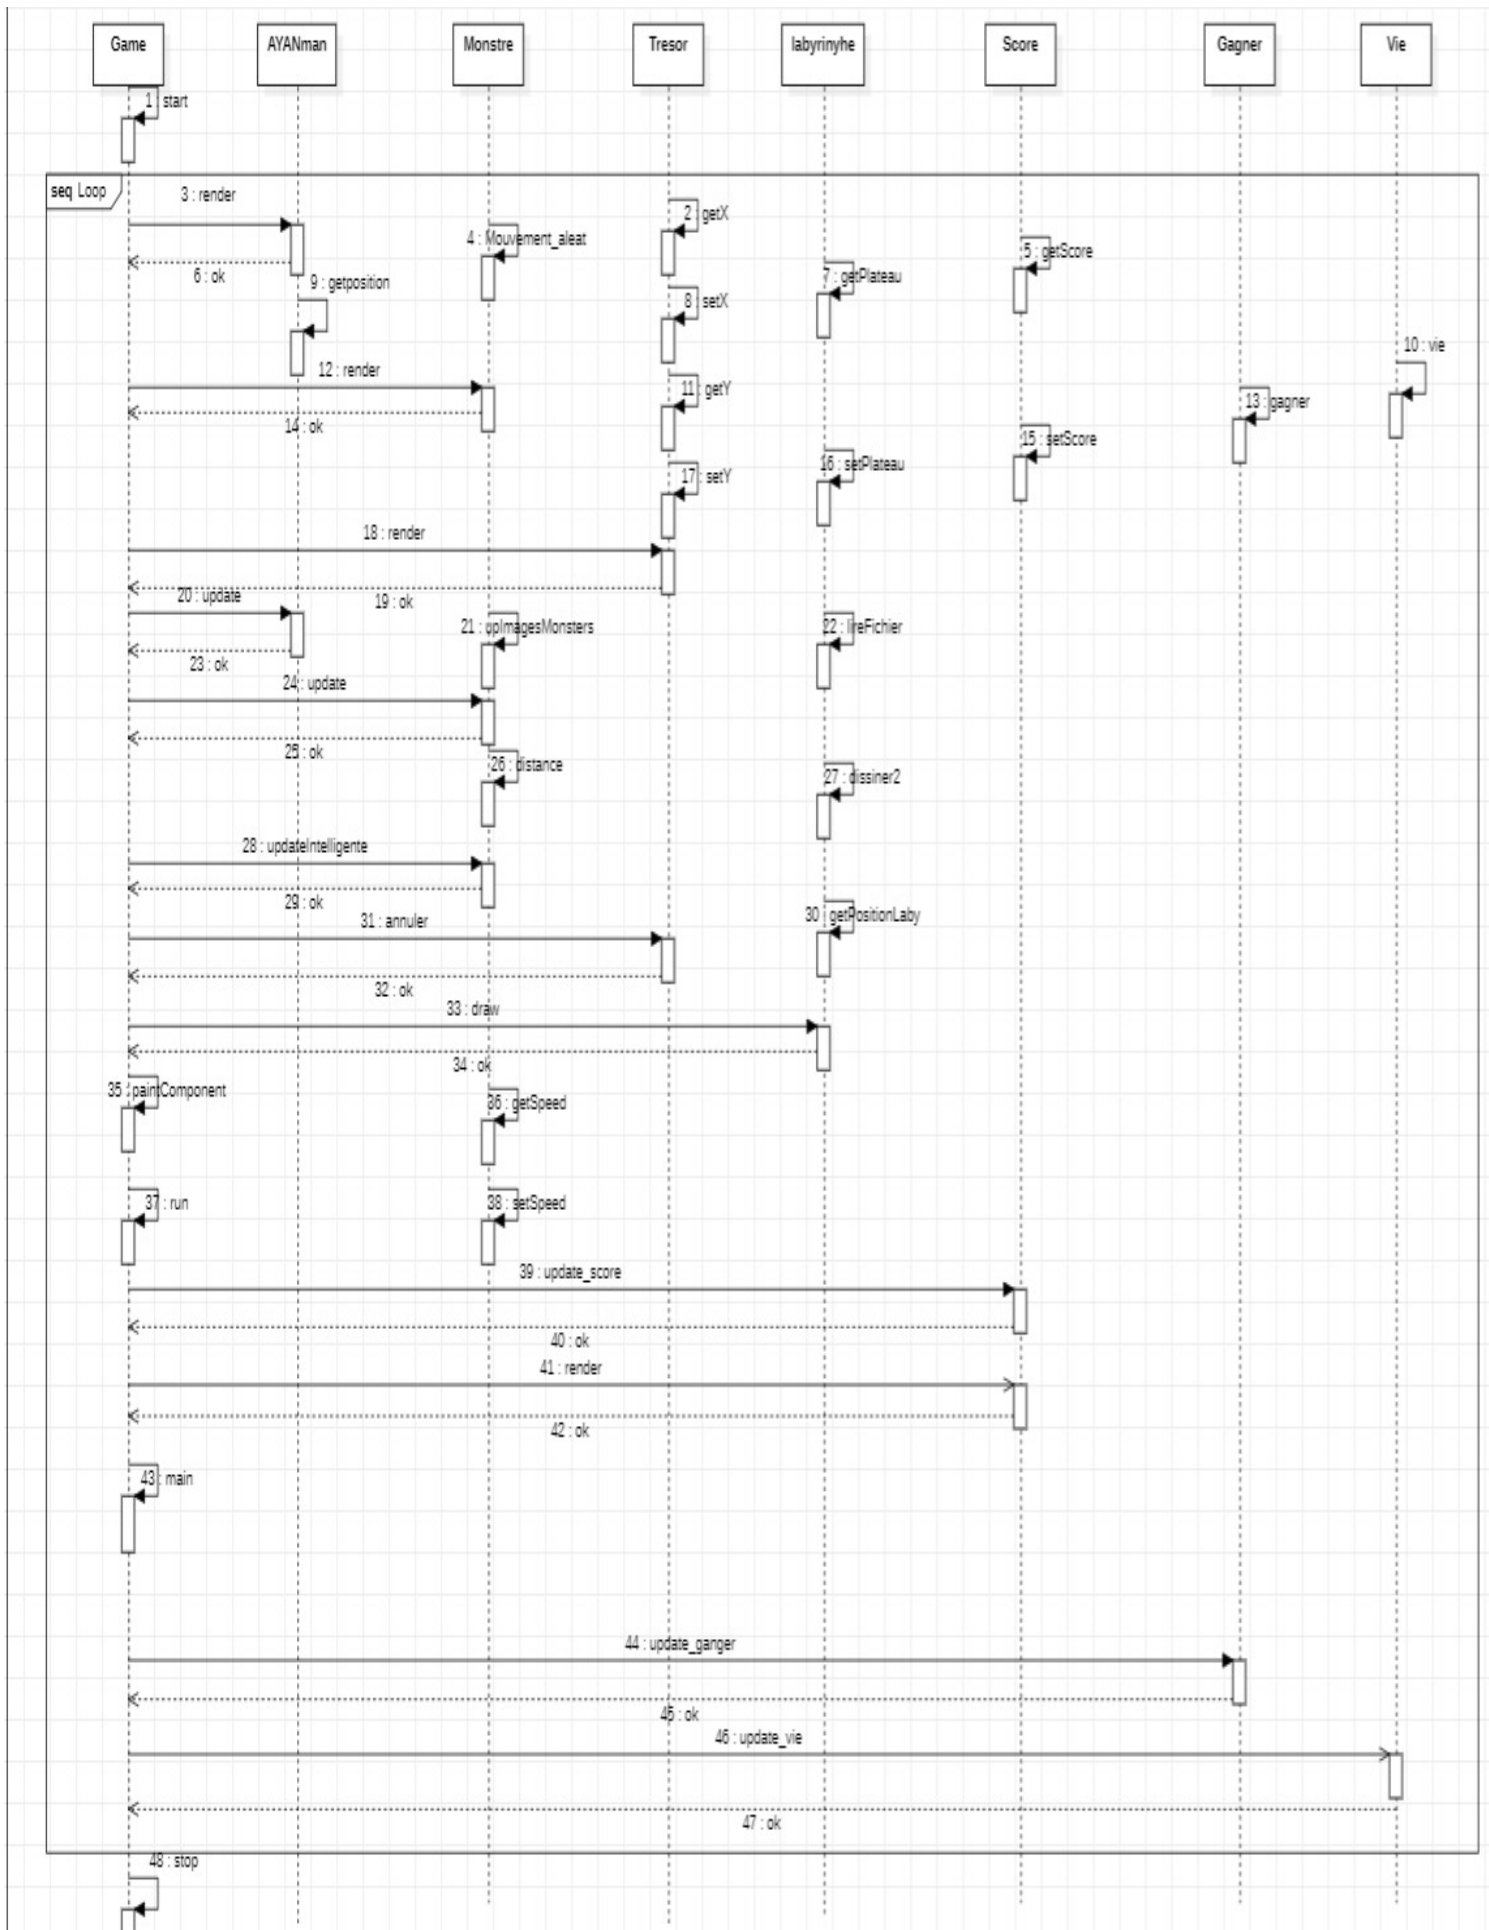 Game
AYANman
Monstre
Tresor
labyrinyhe
Score
Gagner
Vie
1 : start
seq Loop
3 : render
2 : getX
4 : Mouvement_aleat
5 : getScore
6 : ok
7 : getPlateau
9 : getposition
8 : setX
10 : vie
12 : render
11 : getY
13 : gagner
14 : ok
15 : setScore
16 : setPlateau
17 : setY
18 : render
20 : update
19 : ok
21 : upImagesMonsters
22 : lireFichier
23 : ok
24 : update
25 : ok
26 : distance
27 : dissiner2
28 : updateIntelligente
29 : ok
30 : getPositionLaby
31 : annuler
32 : ok
33 : draw
34 : ok
35 : paintComponent
36 : getSpeed
37 : run
38 : setSpeed
39 : update_score
40 : ok
41 : render
42 : ok
43 : main
44 : update_ganger
45 : ok
46 : update_vie
47 : ok
48 : stop